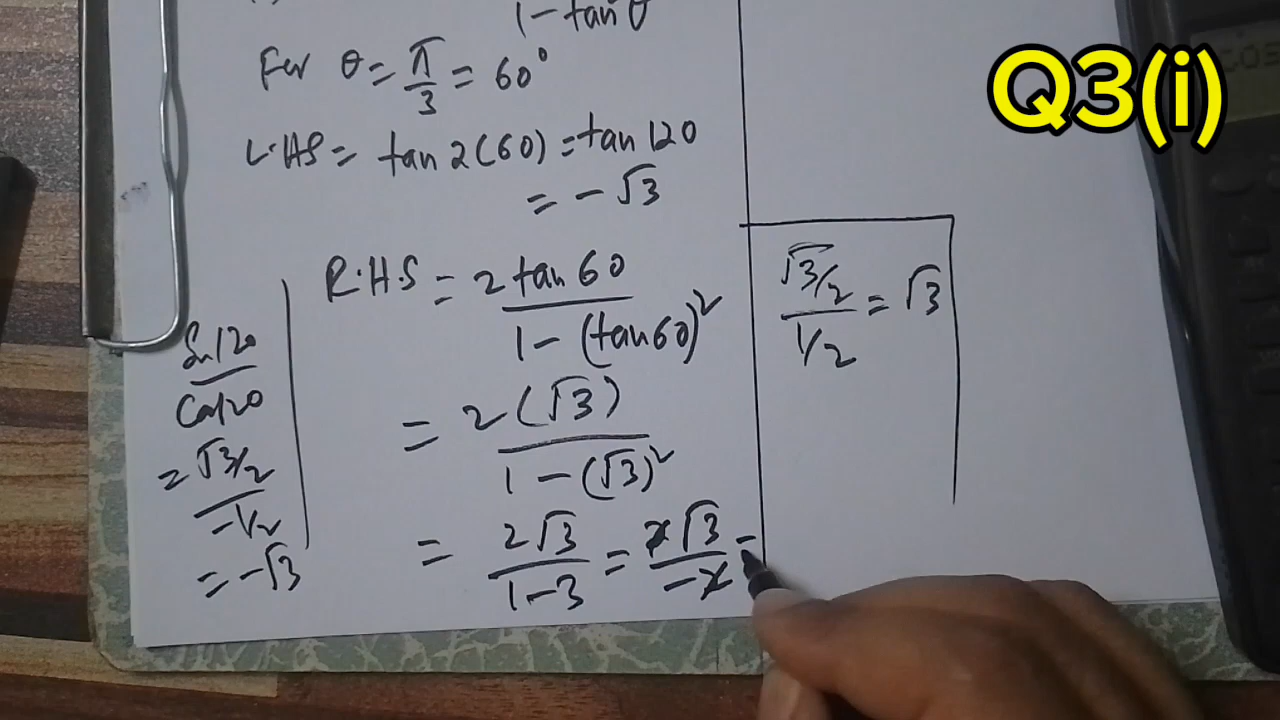 Q3(i)
1 - tan θ
For θ = π/3 = 60°
L.HS = tan 2(60) = tan 120
= - √3
R.H.S = 2 tan 60 / 1 - (tan 60)²
= 2(√3) / 1 - (√3)²
= 2√3 / 1 - 3 = 2√3 / -2 =
Sin 120 / Cos 120
= √3/2 / -1/2
= -√3
√3/2 / 1/2 = √3